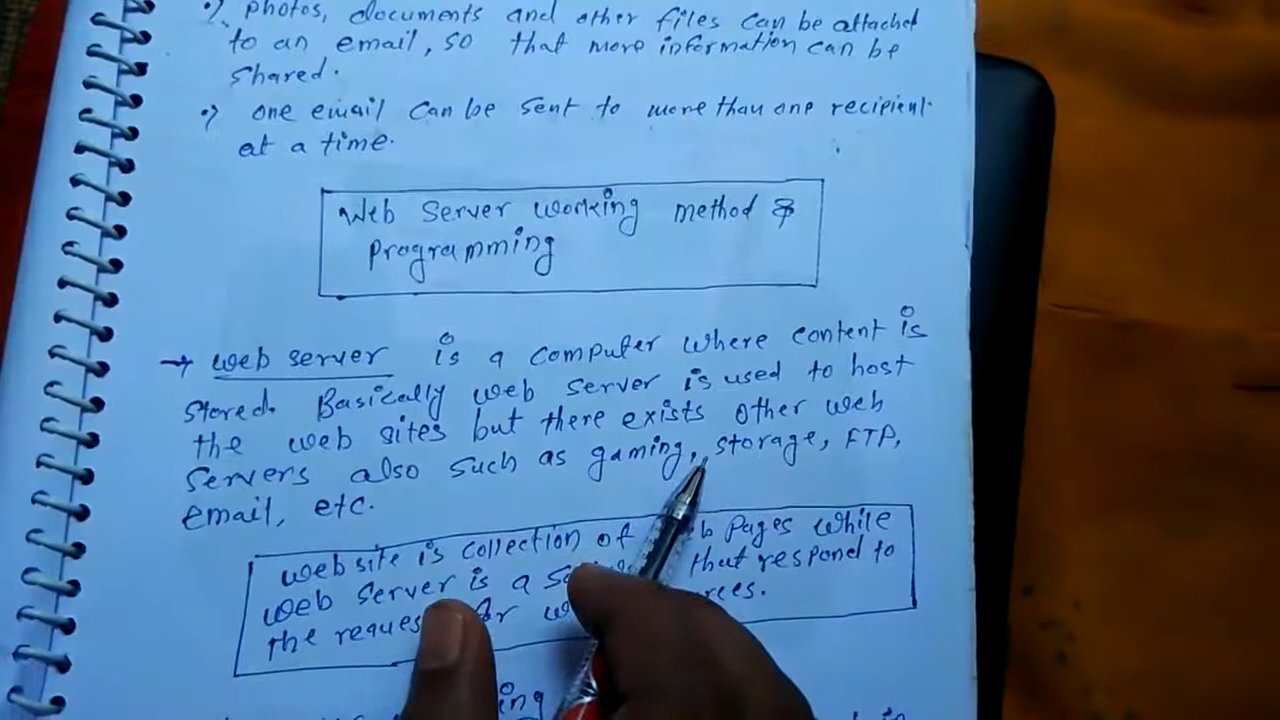 photos, documents and other files can be attached
to an email, so that more information can be
shared.
one email can be sent to more than one recipient
at a time.
Web server working method &
programming
→ web server is a computer where content is
stored. Basically web server is used to host
the web sites but there exists other web
servers also such as gaming, storage, FTP,
email, etc.
website is collection of pages while
web server is a that respond to
the